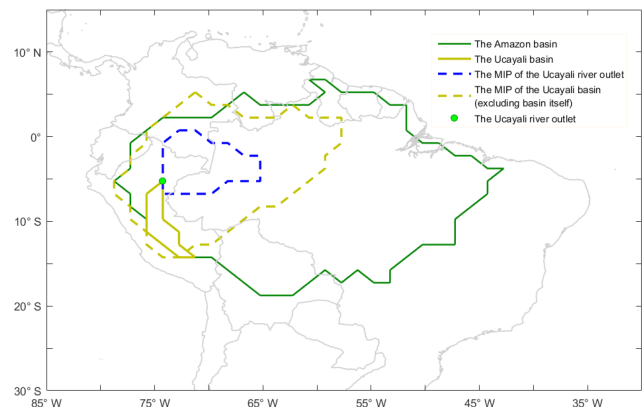 15° N
0°
10° S
20° S
30° S
85° W
75° W
65° W
55° W
45° W
35° W
The Amazon basin
The Ucayali basin
The MIP of the Ucayali river outlet
The MIP of the Ucayali basin
(excluding basin itself)
The Ucayali river outlet